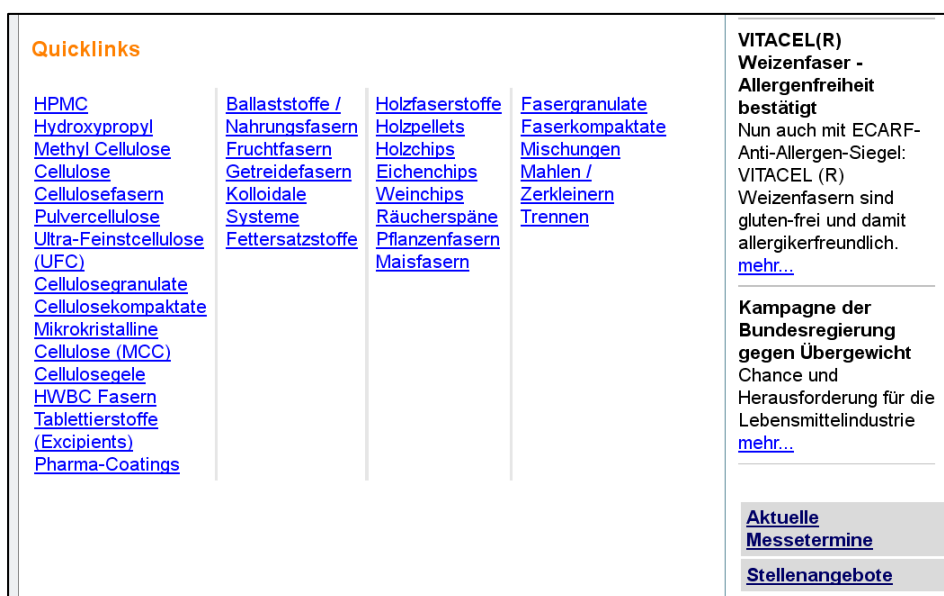 Quicklinks
HPMC
Hydroxypropyl
Methyl Cellulose
Cellulose
Cellulosefasern
Pulvercellulose
Ultra-Feinstcellulose
(UFC)
Cellulosegranulate
Cellulosekompaktate
Mikrokristalline
Cellulose (MCC)
Cellulosegele
HWBC Fasern
Tablettierstoffe
(Excipients)
Pharma-Coatings
Ballaststoffe /
Nahrungsfasern
Fruchtfasern
Getreidefasern
Kolloidale
Systeme
Fettersatzstoffe
Holzfaserstoffe
Holzpellets
Holzchips
Eichenchips
Weinchips
Räucherspäne
Pflanzenfasern
Maisfasern
Fasergranulate
Faserkompaktate
Mischungen
Mahlen /
Zerkleinern
Trennen
VITACEL(R)
Weizenfaser -
Allergenfreiheit
bestätigt
Nun auch mit ECARF-
Anti-Allergen-Siegel:
VITACEL (R)
Weizenfasern sind
gluten-frei und damit
allergikerfreundlich.
mehr...
Kampagne der
Bundesregierung
gegen Übergewicht
Chance und
Herausforderung für die
Lebensmittelindustrie
mehr...
Aktuelle
Messetermine
Stellenangebote